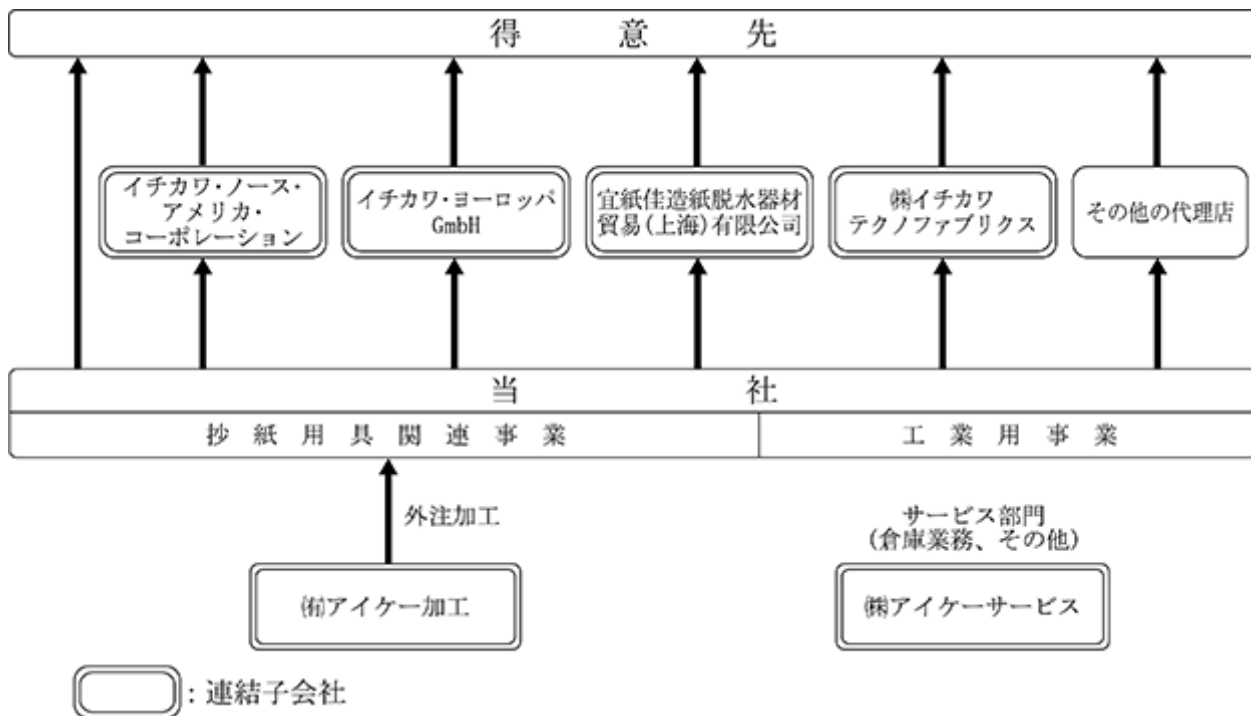 得意先
イチカワ・ノース・
アメリカ・
コーポレーション
イチカワ・ヨーロッパ
GmbH
宜紙佳造紙脱水器材
貿易(上海)有限公司
㈱イチカワ
テクノファブリクス
その他の代理店
当社
抄紙用具関連事業
工業用事業
外注加工
サービス部門
(倉庫業務、その他)
㈲アイケー加工
㈱アイケーサービス
：連結子会社